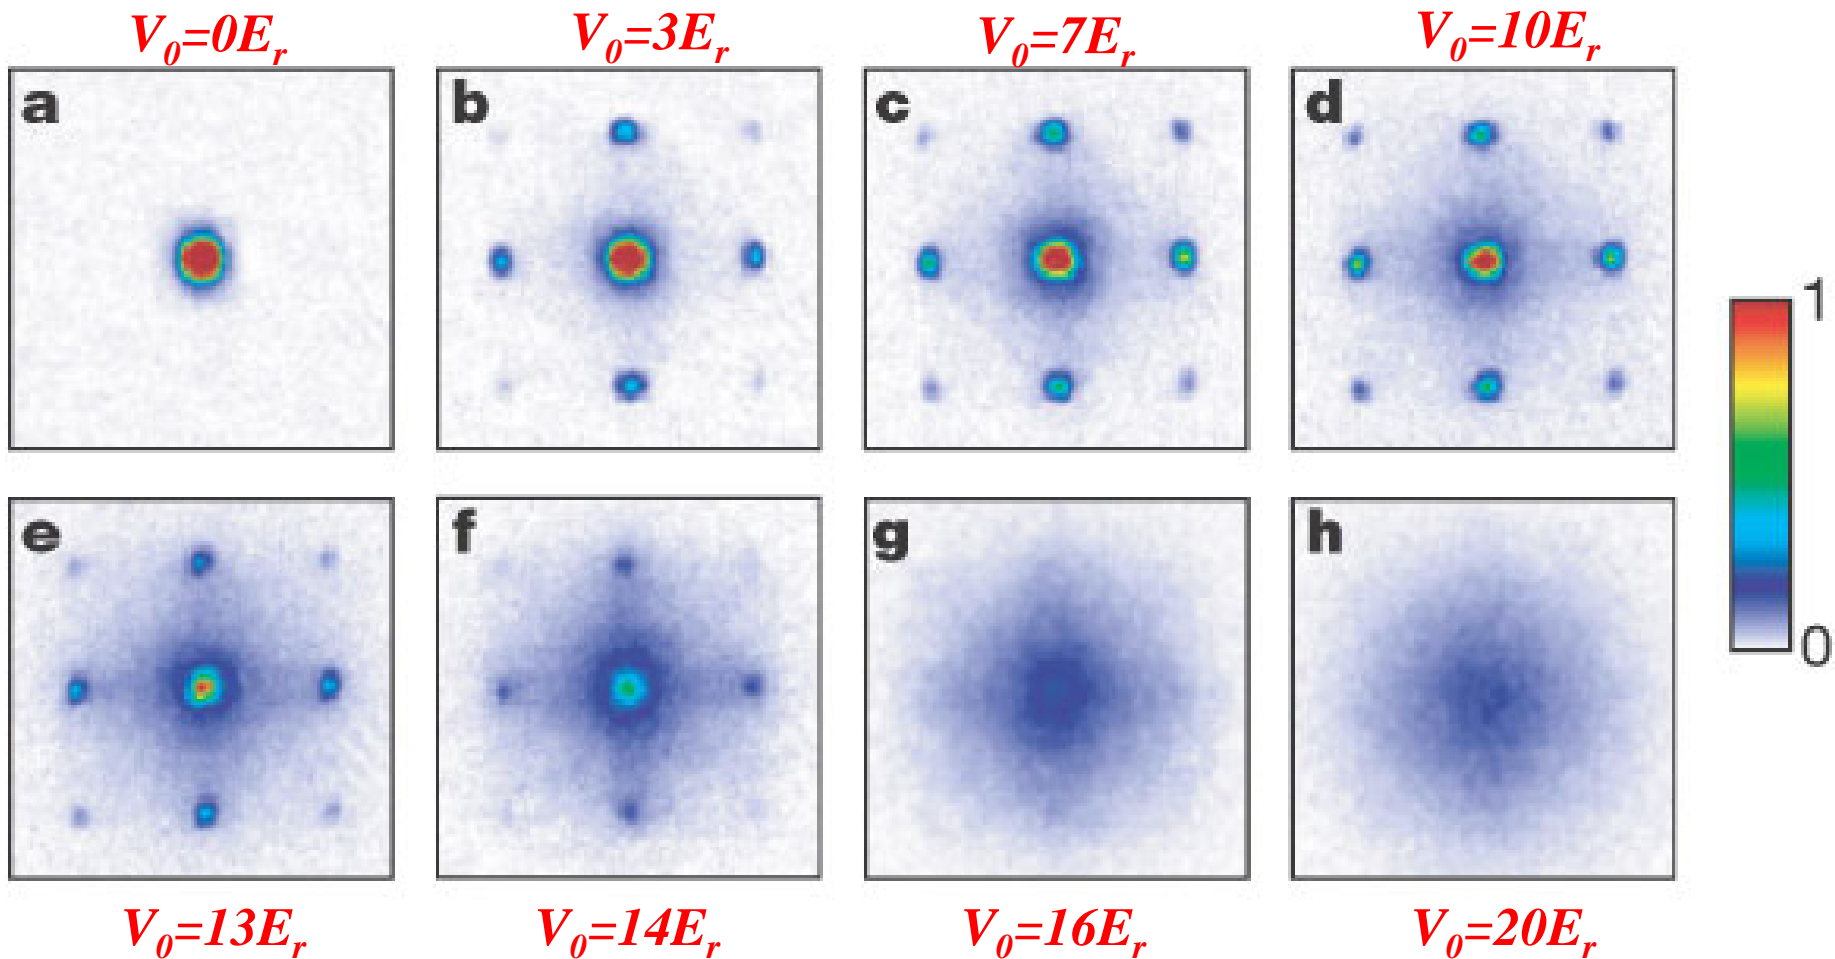 V₀=0Eᵣ V₀=3Eᵣ V₀=7Eᵣ V₀=10Eᵣ
a b c d
1
e f g h
0
V₀=13Eᵣ V₀=14Eᵣ V₀=16Eᵣ V₀=20Eᵣ